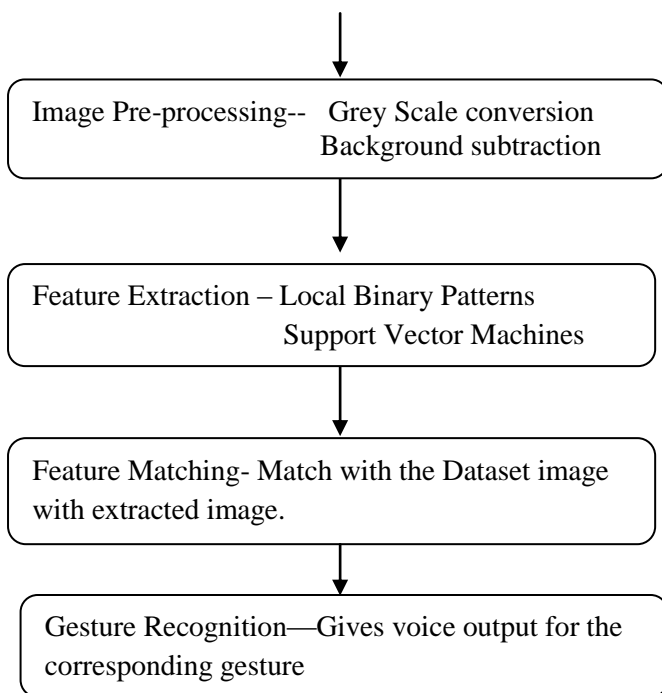 Image Pre-processing-- Grey Scale conversion
Background subtraction
Feature Extraction – Local Binary Patterns
Support Vector Machines
Feature Matching- Match with the Dataset image
with extracted image.
Gesture Recognition—Gives voice output for the
corresponding gesture